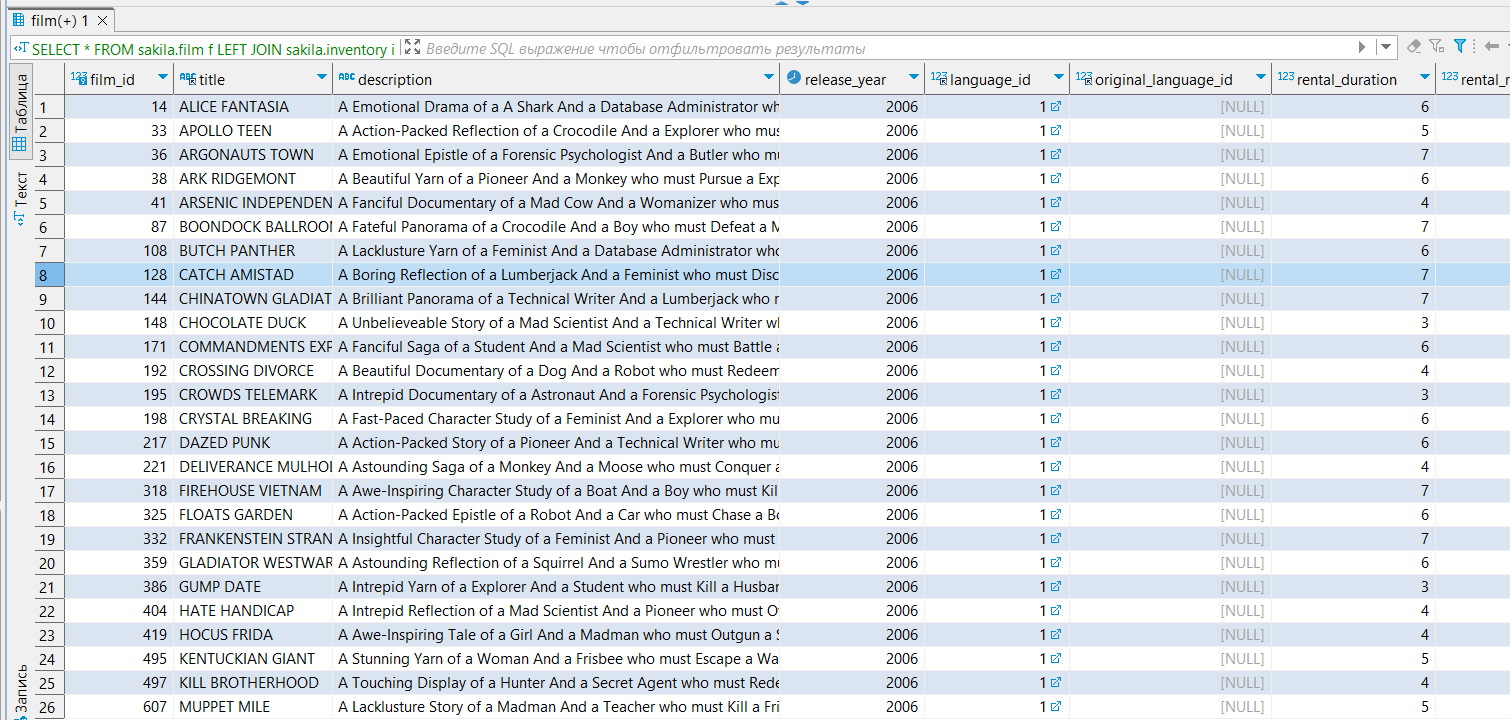 film(+) 1
SELECT * FROM sakila.film f LEFT JOIN sakila.inventory i Введите SQL выражение чтобы отфильтровать результаты
Таблица
Текст
Запись
123 film_id ABC title ABC description release_year 123 language_id 123 original_language_id 123 rental_duration 123 rental_r
1 14 ALICE FANTASIA A Emotional Drama of a A Shark And a Database Administrator wh 2006 1 [NULL] 6
2 33 APOLLO TEEN A Action-Packed Reflection of a Crocodile And a Explorer who mus 2006 1 [NULL] 5
3 36 ARGONAUTS TOWN A Emotional Epistle of a Forensic Psychologist And a Butler who mu 2006 1 [NULL] 7
4 38 ARK RIDGEMONT A Beautiful Yarn of a Pioneer And a Monkey who must Pursue a Exp 2006 1 [NULL] 6
5 41 ARSENIC INDEPENDEN A Fanciful Documentary of a Mad Cow And a Womanizer who mus 2006 1 [NULL] 4
6 87 BOONDOCK BALLROOM A Fateful Panorama of a Crocodile And a Boy who must Defeat a M 2006 1 [NULL] 7
7 108 BUTCH PANTHER A Lacklusture Yarn of a Feminist And a Database Administrator who 2006 1 [NULL] 6
8 128 CATCH AMISTAD A Boring Reflection of a Lumberjack And a Feminist who must Disc 2006 1 [NULL] 7
9 144 CHINATOWN GLADIAT A Brilliant Panorama of a Technical Writer And a Lumberjack who r 2006 1 [NULL] 7
10 148 CHOCOLATE DUCK A Unbelieveable Story of a Mad Scientist And a Technical Writer wh 2006 1 [NULL] 3
11 171 COMMANDMENTS EXP A Fanciful Saga of a Student And a Mad Scientist who must Battle a 2006 1 [NULL] 6
12 192 CROSSING DIVORCE A Beautiful Documentary of a Dog And a Robot who must Redeem 2006 1 [NULL] 4
13 195 CROWDS TELEMARK A Intrepid Documentary of a Astronaut And a Forensic Psychologist 2006 1 [NULL] 3
14 198 CRYSTAL BREAKING A Fast-Paced Character Study of a Feminist And a Explorer who mu 2006 1 [NULL] 6
15 217 DAZED PUNK A Action-Packed Story of a Pioneer And a Technical Writer who mu 2006 1 [NULL] 6
16 221 DELIVERANCE MULHOL A Astounding Saga of a Monkey And a Moose who must Conquer a 2006 1 [NULL] 4
17 318 FIREHOUSE VIETNAM A Awe-Inspiring Character Study of a Boat And a Boy who must Kil 2006 1 [NULL] 7
18 325 FLOATS GARDEN A Action-Packed Epistle of a Robot And a Car who must Chase a Bo 2006 1 [NULL] 6
19 332 FRANKENSTEIN STRAN A Insightful Character Study of a Feminist And a Pioneer who must 2006 1 [NULL] 7
20 359 GLADIATOR WESTWAR A Astounding Reflection of a Squirrel And a Sumo Wrestler who mu 2006 1 [NULL] 6
21 386 GUMP DATE A Intrepid Yarn of a Explorer And a Student who must Kill a Husbar 2006 1 [NULL] 3
22 404 HATE HANDICAP A Intrepid Reflection of a Mad Scientist And a Pioneer who must O 2006 1 [NULL] 4
23 419 HOCUS FRIDA A Awe-Inspiring Tale of a Girl And a Madman who must Outgun a S 2006 1 [NULL] 4
24 495 KENTUCKIAN GIANT A Stunning Yarn of a Woman And a Frisbee who must Escape a Wa 2006 1 [NULL] 5
25 497 KILL BROTHERHOOD A Touching Display of a Hunter And a Secret Agent who must Rede 2006 1 [NULL] 4
26 607 MUPPET MILE A Lacklusture Story of a Madman And a Teacher who must Kill a Fri 2006 1 [NULL] 5